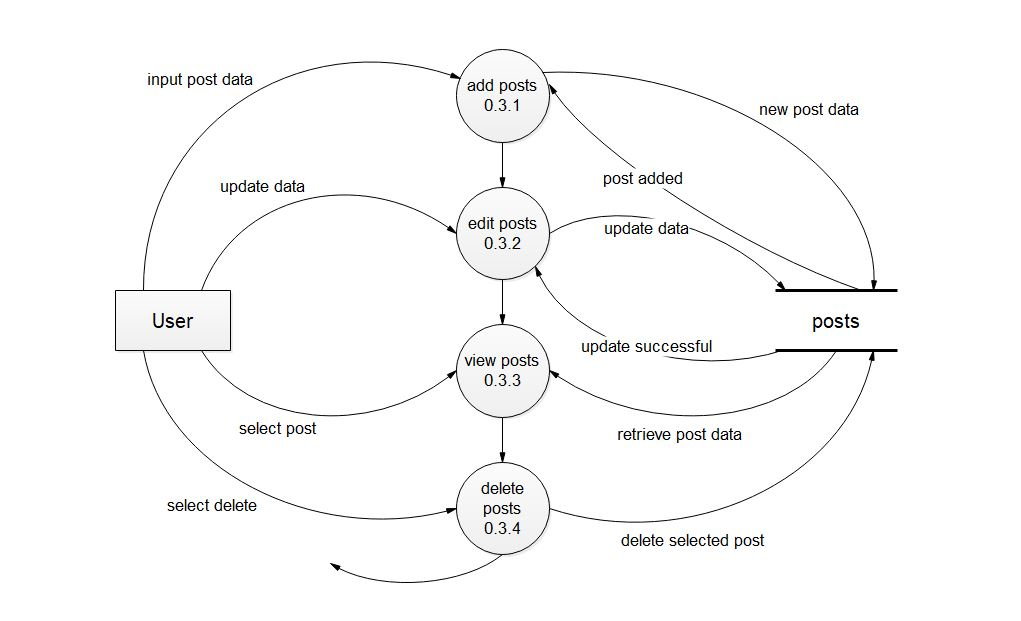 input post data
add posts
0.3.1
new post data
update data
post added
edit posts
0.3.2
update data
User
posts
update successful
view posts
0.3.3
select post
retrieve post data
select delete
delete
posts
0.3.4
delete selected post